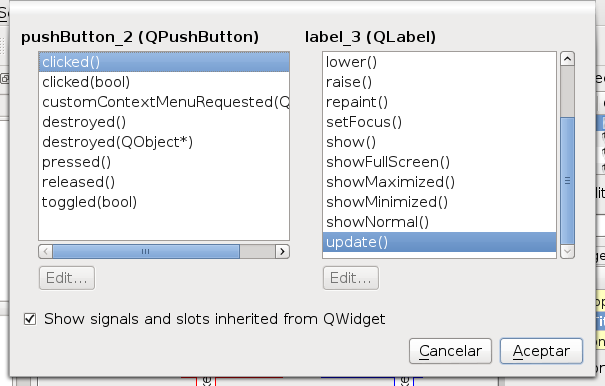 pushButton_2 (QPushButton)
label_3 (QLabel)
clicked()
clicked(bool)
customContextMenuRequested(Q
destroyed()
destroyed(QObject*)
pressed()
released()
toggled(bool)
lower()
raise()
repaint()
setFocus()
show()
showFullScreen()
showMaximized()
showMinimized()
showNormal()
update()
Edit...
Edit...
Show signals and slots inherited from QWidget
Cancelar
Aceptar